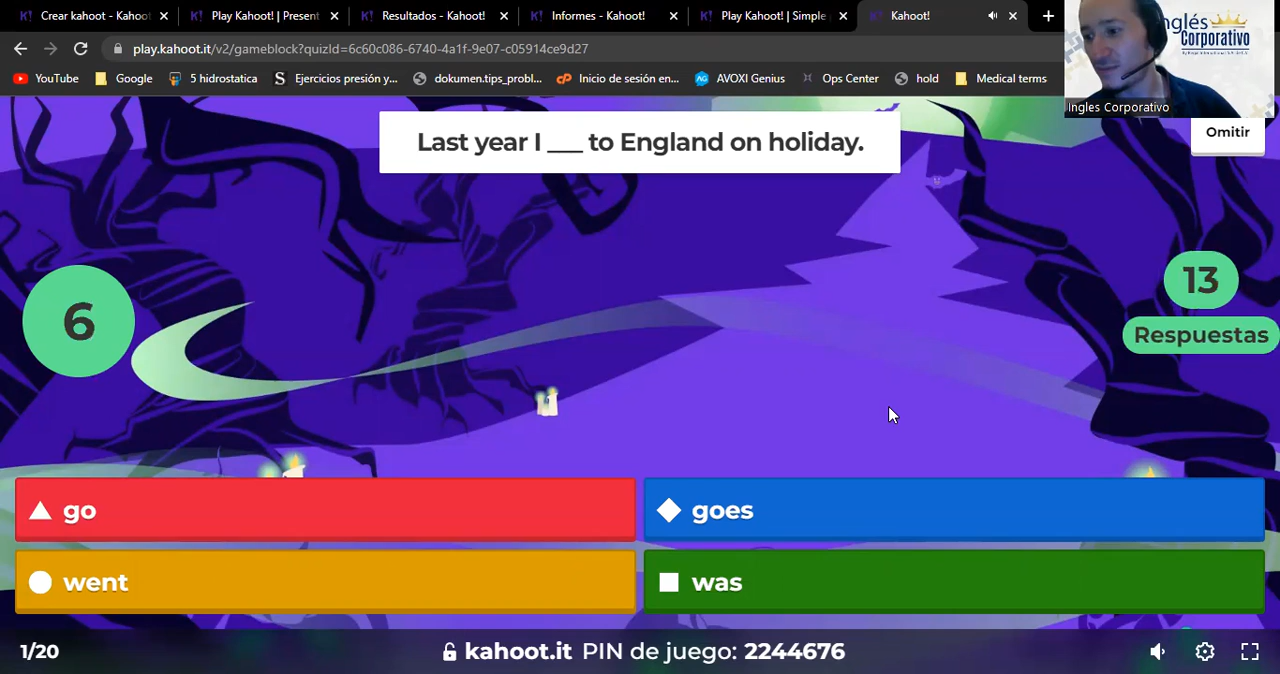 Crear kahoot - Kahoot
Play Kahoot! | Present
Resultados - Kahoot!
Informes - Kahoot!
Play Kahoot! | Simple
Kahoot!
play.kahoot.it/v2/gameblock?quizId=6c60c086-6740-4a1f-9e07-c05914ce9d27
YouTube
Google
5 hidrostatica
Ejercicios presión y...
dokumen.tips_probl...
Inicio de sesión en...
AVOXI Genius
Ops Center
hold
Medical terms
nglés
Corporativo
Ingles Corporativo
Omitir
Last year I ___ to England on holiday.
6
13
Respuestas
go
goes
went
was
1/20
kahoot.it PIN de juego: 2244676